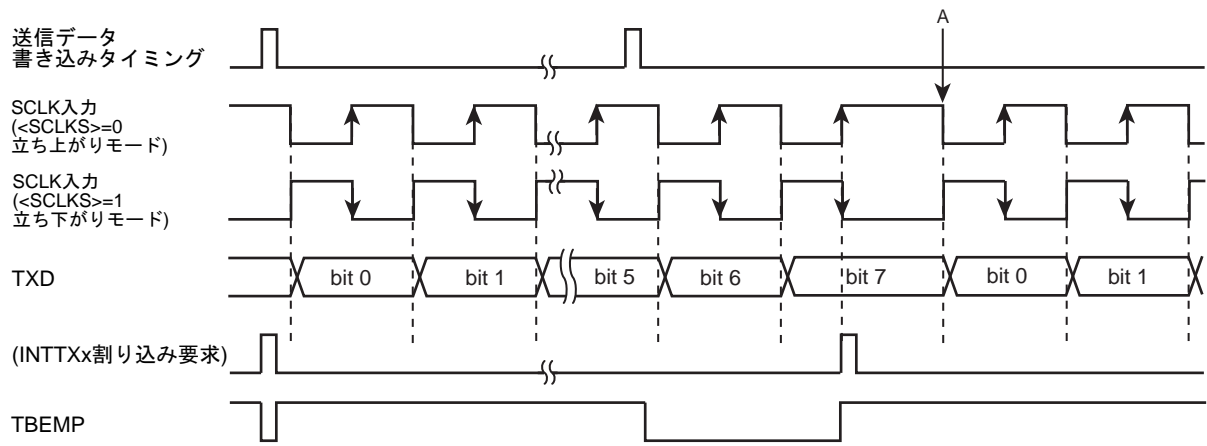 A
送信データ
書き込みタイミング
SCLK入力
(<SCLKS>=0
立ち上がりモード)
SCLK入力
(<SCLKS>=1
立ち下がりモード)
TXD
bit 0
bit 1
bit 5
bit 6
bit 7
bit 0
bit 1
(INTTXx割り込み要求)
TBEMP